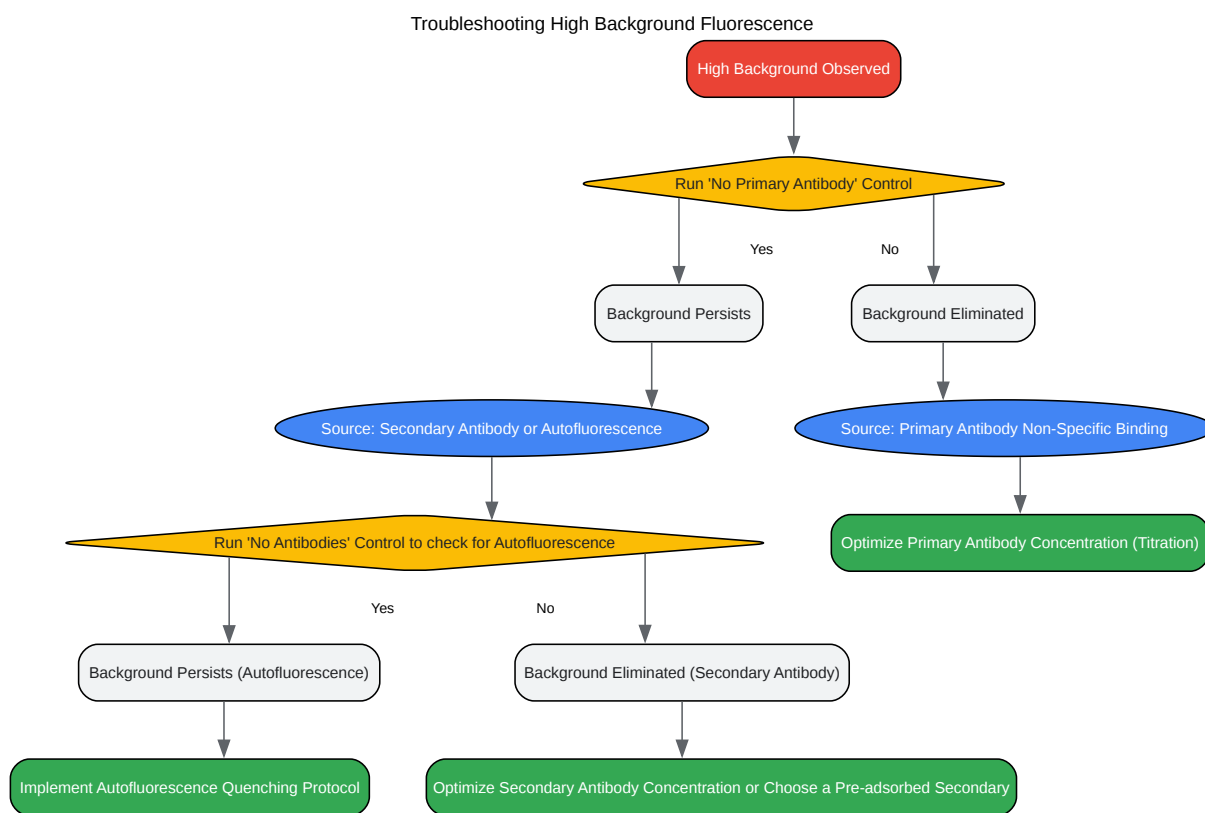 Troubleshooting High Background Fluorescence
High Background Observed
Run 'No Primary Antibody' Control
Yes
No
Background Persists
Background Eliminated
Source: Secondary Antibody or Autofluorescence
Source: Primary Antibody Non-Specific Binding
Run 'No Antibodies' Control to check for Autofluorescence
Optimize Primary Antibody Concentration (Titration)
Yes
No
Background Persists (Autofluorescence)
Background Eliminated (Secondary Antibody)
Implement Autofluorescence Quenching Protocol
Optimize Secondary Antibody Concentration or Choose a Pre-adsorbed Secondary